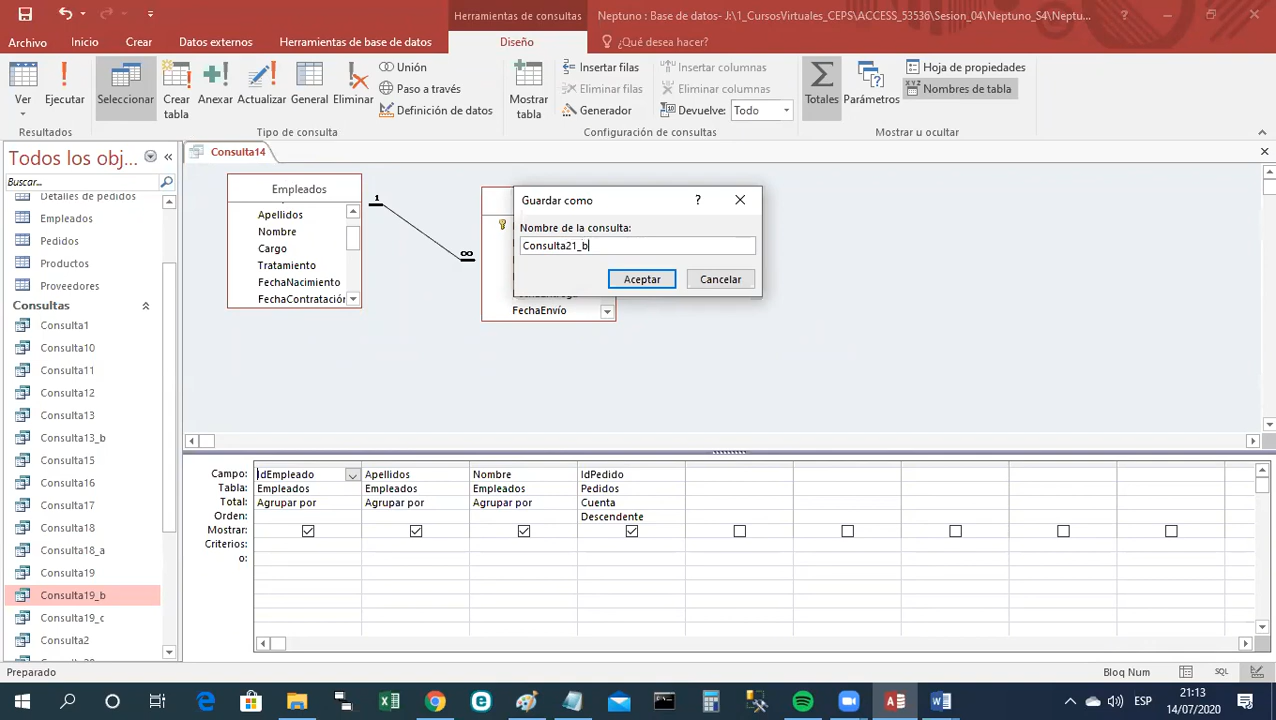 Herramientas de consultas
Neptuno : Base de datos- J:\1_CursosVirtuales_CEPS\ACCESS_53536\Sesion_04\Neptuno_S4\Neptu...
Archivo
Inicio
Crear
Datos externos
Herramientas de base de datos
Diseño
¿Qué desea hacer?
Ver
Ejecutar
Seleccionar
Crear tabla
Anexar
Actualizar
General
Eliminar
Unión
Paso a través
Definición de datos
Mostrar tabla
Insertar filas
Eliminar filas
Generador
Insertar columnas
Eliminar columnas
Devuelve: Todo
Totales
Parámetros
Hoja de propiedades
Nombres de tabla
Resultados
Tipo de consulta
Configuración de consultas
Mostrar u ocultar
Todos los obj...
Buscar...
Detalles de pedidos
Empleados
Pedidos
Productos
Proveedores
Consultas
Consulta1
Consulta10
Consulta11
Consulta12
Consulta13
Consulta13_b
Consulta15
Consulta16
Consulta17
Consulta18
Consulta18_a
Consulta19
Consulta19_b
Consulta19_c
Consulta2
Consulta14
Empleados
Apellidos
Nombre
Cargo
Tratamiento
FechaNacimiento
FechaContratación
1
∞
FechaEnvío
Guardar como
?
Nombre de la consulta:
Consulta21_b
Aceptar
Cancelar
Campo: IdEmpleado Apellidos Nombre IdPedido
Tabla: Empleados Empleados Empleados Pedidos
Total: Agrupar por Agrupar por Agrupar por Cuenta
Orden: Descendente
Mostrar:
Criterios:
o:
Preparado
Bloq Num
SQL
ESP
21:13
14/07/2020